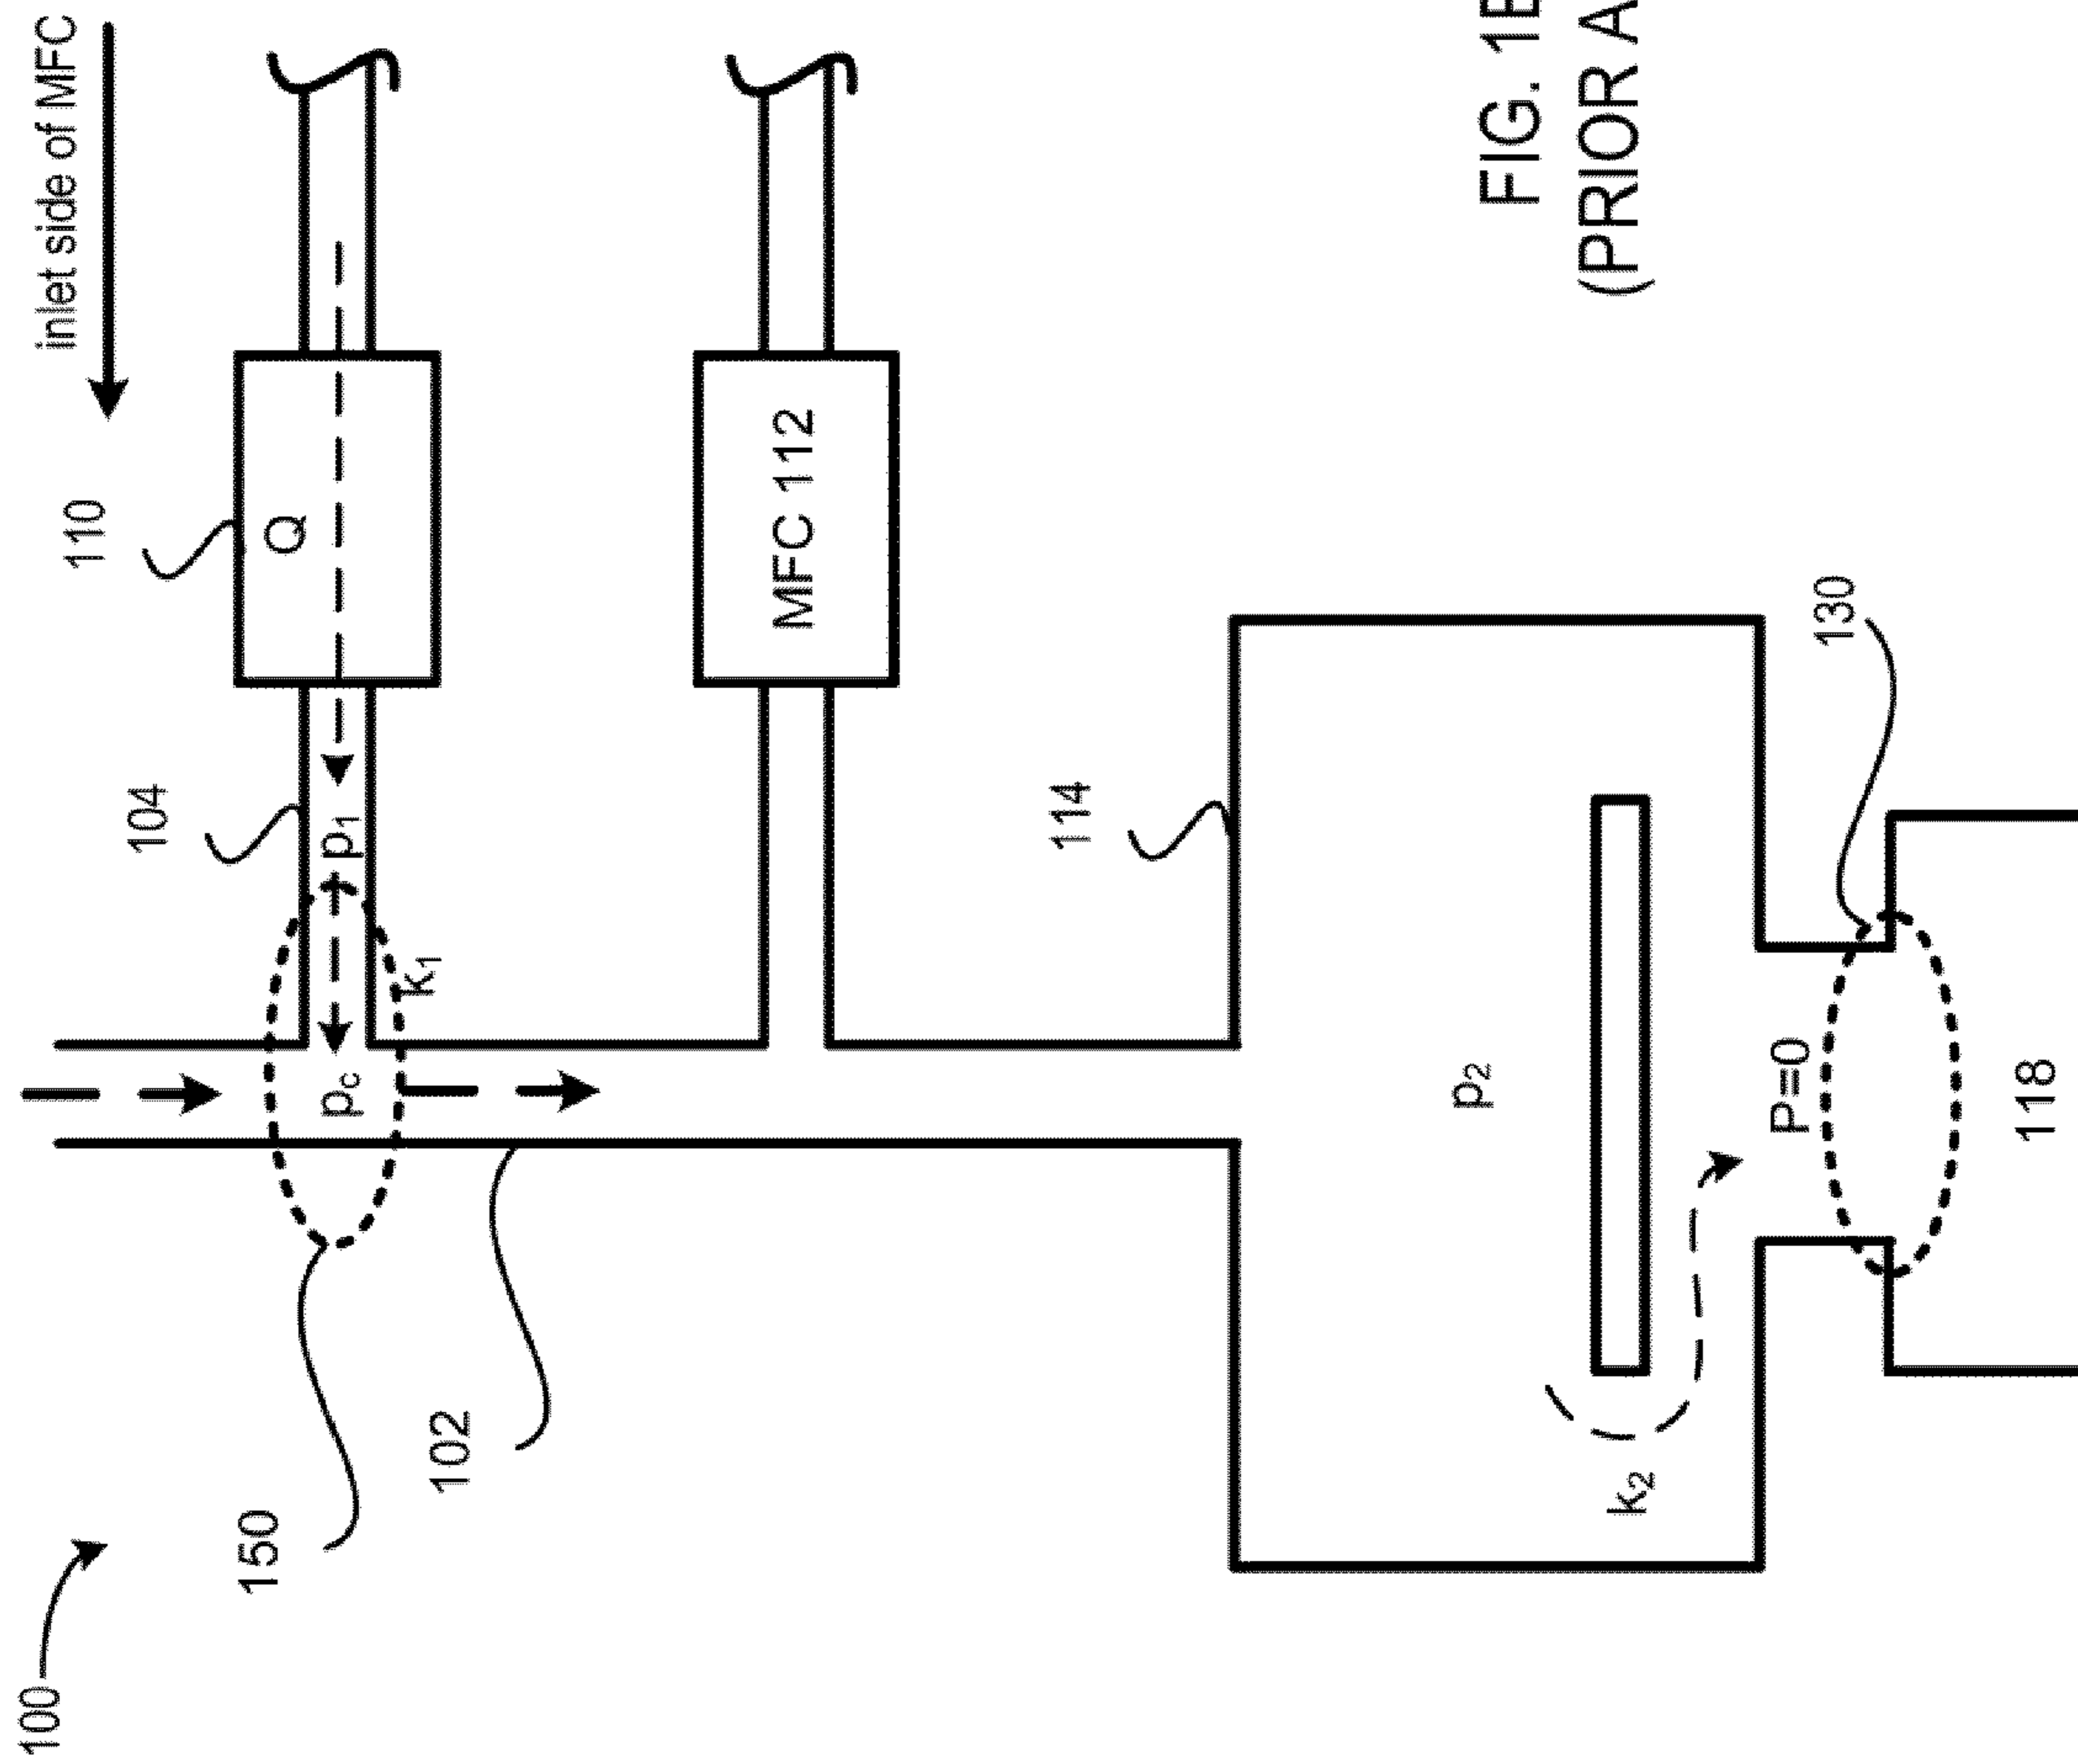 100
inlet side of MFC
110
104
150
Q
p1
pc
k1
102
MFC 112
114
p2
FIG. 1B
(PRIOR A
k2
P=0
130
118